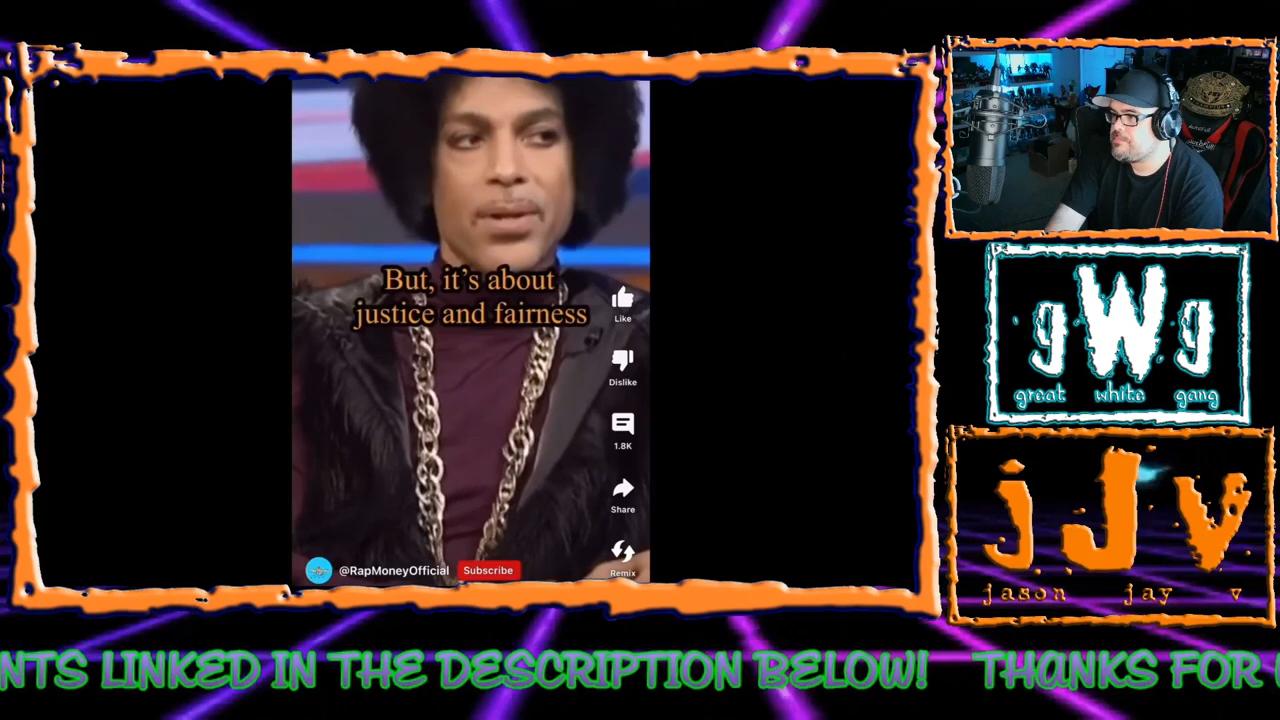 But, it's about
justice and fairness
Like
Dislike
1.8K
Share
Remix
@RapMoneyOfficial
Subscribe
gWg
great white gang
jJv
jason jay v
NTS LINKED IN THE DESCRIPTION BELOW! THANKS FOR